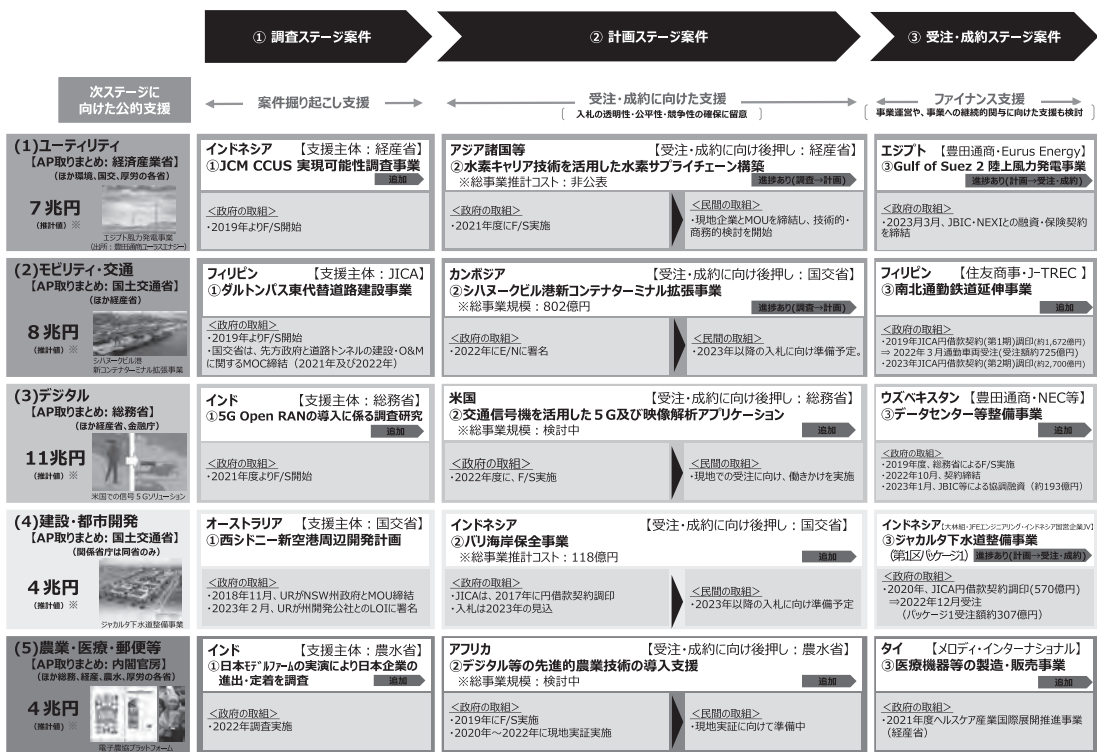 ① 調査ステージ案件
② 計画ステージ案件
③ 受注・成約ステージ案件
次ステージに
向けた公的支援
案件掘り起こし支援
受注・成約に向けた支援
入札の透明性・公平性・競争性の確保に留意
ファイナンス支援
事業運営や、事業への継続的関与に向けた支援も検討
(1)ユーティリティ
【AP取りまとめ: 経済産業省】
(ほか環境、国交、厚労の各省)
7兆円
(推計値) ※
エジプト風力発電事業
(出所:豊田通商ユーラスエナジー)
インドネシア 【支援主体:経産省】
①JCM CCUS 実現可能性調査事業
追加
<政府の取組>
・2019年よりF/S開始
アジア諸国等 【受注・成約に向け後押し:経産省】
②水素キャリア技術を活用した水素サプライチェーン構築
※総事業推計コスト:非公表
進捗あり(調査→計画)
<政府の取組>
・2021年度にF/S実施
<民間の取組>
・現地企業とMOUを締結し、技術的・
商務的検討を開始
エジプト 【豊田通商・Eurus Energy】
③Gulf of Suez 2 陸上風力発電事業
進捗あり(計画→受注・成約)
<政府の取組>
・2023月3月、JBIC・NEXIとの融資・保険契約
を締結
(2)モビリティ・交通
【AP取りまとめ: 国土交通省】
(ほか経産省)
8兆円
(推計値) ※
シハヌークビル港
新コンテナターミナル拡張事業
フィリピン 【支援主体:JICA】
①ダルトンパス東代替道路建設事業
<政府の取組>
・2019年よりF/S開始
・国交省は、先方政府と道路トンネルの建設・O&M
に関するMOC締結(2021年及び2022年)
カンボジア 【受注・成約に向け後押し:国交省】
②シハヌークビル港新コンテナターミナル拡張事業
※総事業規模:802億円
進捗あり(調査→計画)
<政府の取組>
・2022年にE/Nに署名
<民間の取組>
・2023年以降の入札に向け準備予定。
フィリピン 【住友商事・J-TREC】
③南北通勤鉄道延伸事業
追加
<政府の取組>
・2019年JICA円借款契約(第1期)調印(約1,672億円)
⇒ 2022年3月通勤車両受注(受注額約725億円)
・2023年JICA円借款契約(第2期)調印(約2,700億円)
(3)デジタル
【AP取りまとめ: 総務省】
(ほか経産省、金融庁)
11兆円
(推計値) ※
米国での信号5Gソリューション
インド 【支援主体:総務省】
①5G Open RANの導入に係る調査研究
追加
<政府の取組>
・2021年度よりF/S開始
米国 【受注・成約に向け後押し:総務省】
②交通信号機を活用した5G及び映像解析アプリケーション
※総事業規模:検討中
追加
<政府の取組>
・2022年度に、F/S実施
<民間の取組>
・現地での受注に向け、働きかけを実施
ウズベキスタン 【豊田通商・NEC等】
③データセンター等整備事業
追加
<政府の取組>
・2019年度、総務省によるF/S実施
・2022年10月、契約締結
・2023年1月、JBIC等による協調融資(約193億円)
(4)建設・都市開発
【AP取りまとめ: 国土交通省】
(関係省庁は同省のみ)
4兆円
(推計値) ※
ジャカルタ下水道整備事業
オーストラリア 【支援主体:国交省】
①西シドニー新空港周辺開発計画
<政府の取組>
・2018年11月、URがNSW州政府とMOU締結
・2023年2月、URが州開発公社とのLOIに署名
インドネシア 【受注・成約に向け後押し:国交省】
②バリ海岸保全事業
※総事業推計コスト:118億円
追加
<政府の取組>
・JICAは、2017年に円借款契約調印
・入札は2023年の見込
<民間の取組>
・2023年以降の入札に向け準備予定
インドネシア【大林組・JFEエンジニアリング・インドネシア国営企業JV】
③ジャカルタ下水道整備事業
(第1区パッケージ1) 進捗あり(計画→受注・成約)
<政府の取組>
・2020年、JICA円借款契約調印(570億円)
⇒2022年12月受注
(パッケージ1受注額約307億円)
(5)農業・医療・郵便等
【AP取りまとめ: 内閣官房】
(ほか総務、経産、農水、厚労の各省)
4兆円
(推計値) ※
電子農協プラットフォーム
インド 【支援主体:農水省】
①日本モデルファームの実演により日本企業の
進出・定着を調査
追加
<政府の取組>
・2022年調査実施
アフリカ 【受注・成約に向け後押し:農水省】
②デジタル等の先進的農業技術の導入支援
※総事業規模:検討中
追加
<政府の取組>
・2019年にF/S実施
・2020年～2022年に現地実証実施
<民間の取組>
・現地実証に向けて準備中
タイ 【メロディ・インターナショナル】
③医療機器等の製造・販売事業
追加
<政府の取組>
・2021年度ヘルスケア産業国際展開推進事業
(経産省)